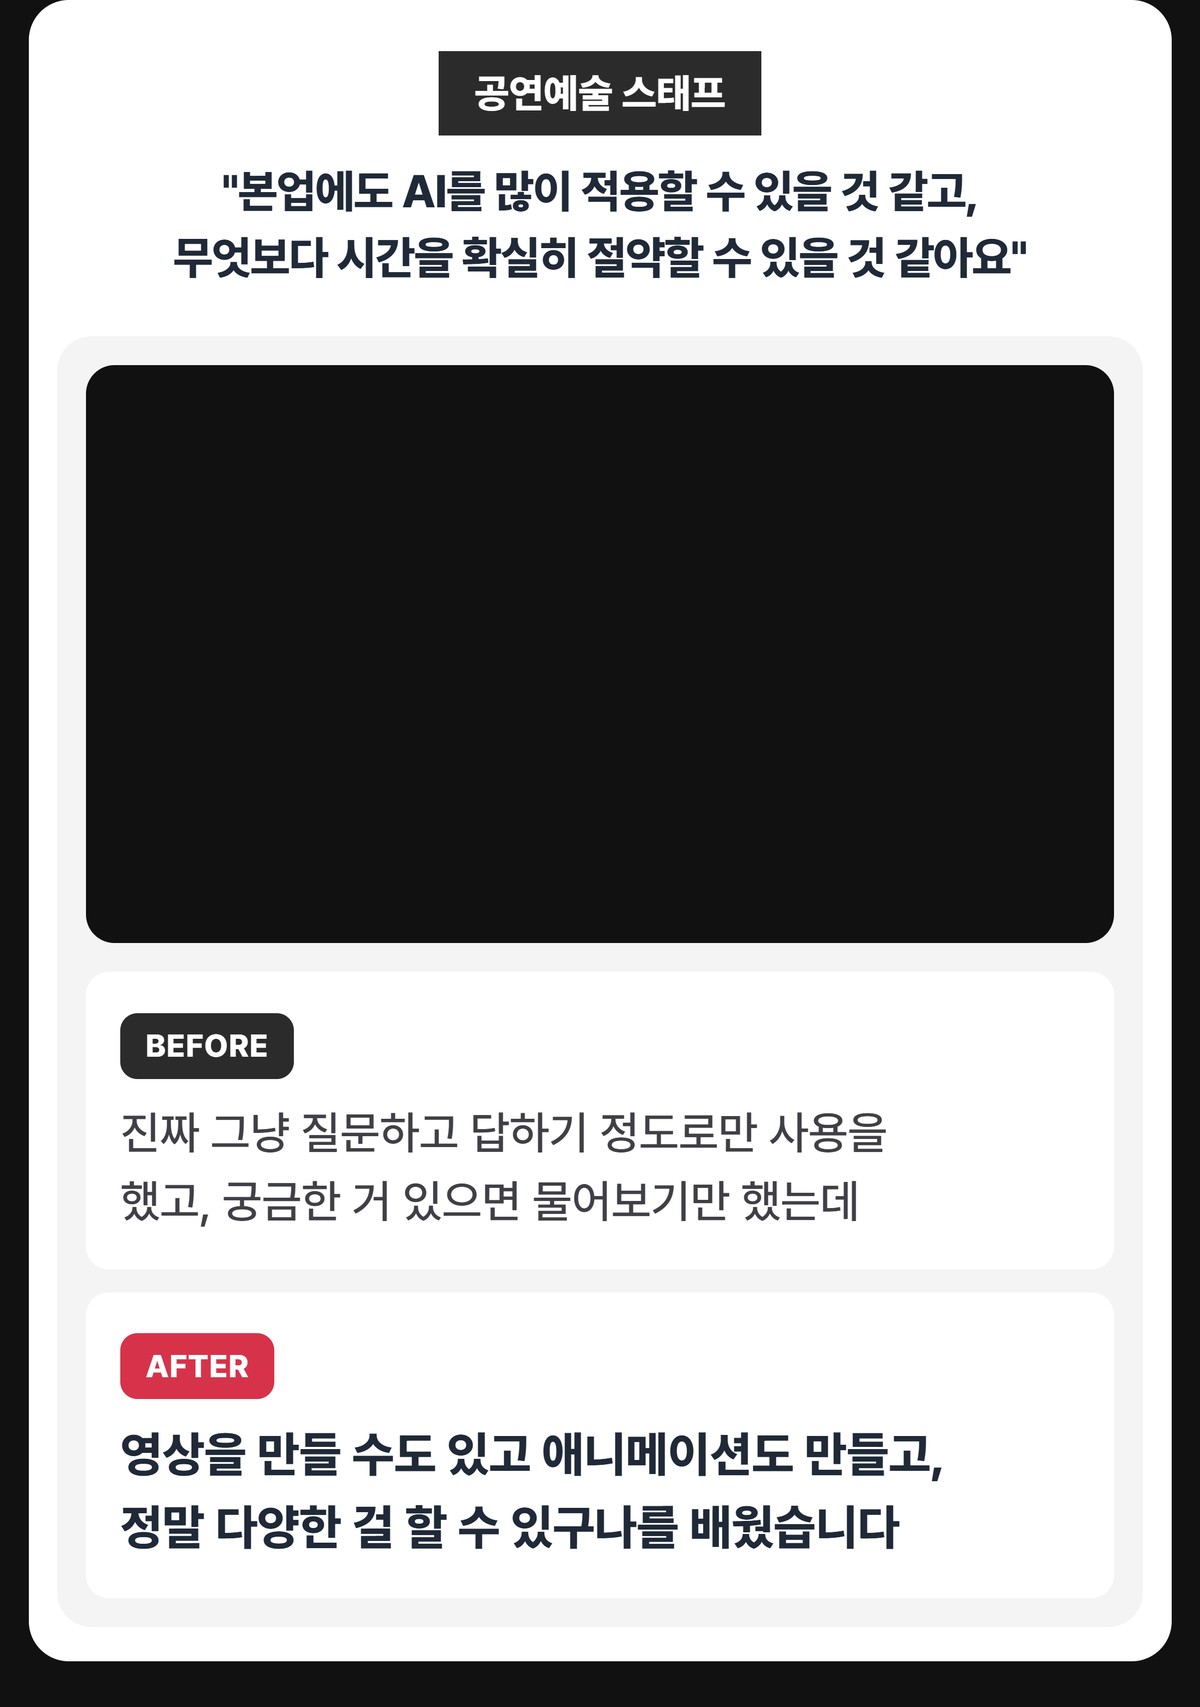 공연예술 스태프
"본업에도 AI를 많이 적용할 수 있을 것 같고,
무엇보다 시간을 확실히 절약할 수 있을 것 같아요"
BEFORE
진짜 그냥 질문하고 답하기 정도로만 사용을
했고, 궁금한 거 있으면 물어보기만 했는데
AFTER
영상을 만들 수도 있고 애니메이션도 만들고,
정말 다양한 걸 할 수 있구나를 배웠습니다